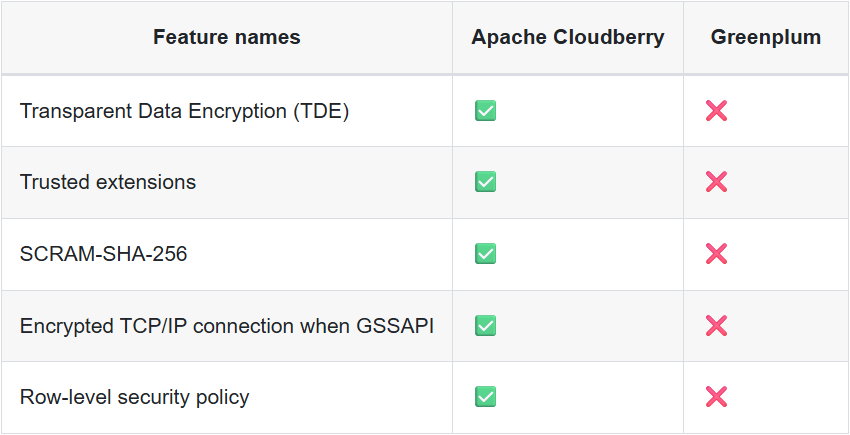 Feature names Apache Cloudberry Greenplum
Transparent Data Encryption (TDE) ✅ ❌
Trusted extensions ✅ ❌
SCRAM-SHA-256 ✅ ❌
Encrypted TCP/IP connection when GSSAPI ✅ ❌
Row-level security policy ✅ ❌